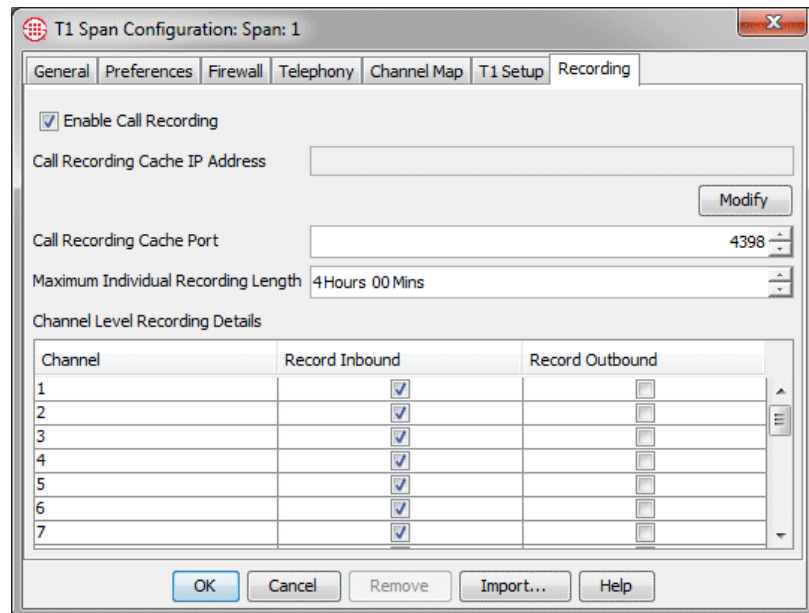 T1 Span Configuration: Span: 1
General Preferences Firewall Telephony Channel Map T1 Setup Recording
Enable Call Recording
Call Recording Cache IP Address
Modify
Call Recording Cache Port 4398
Maximum Individual Recording Length 4 Hours 00 Mins
Channel Level Recording Details
Channel Record Inbound Record Outbound
1
2
3
4
5
6
7
OK Cancel Remove Import... Help